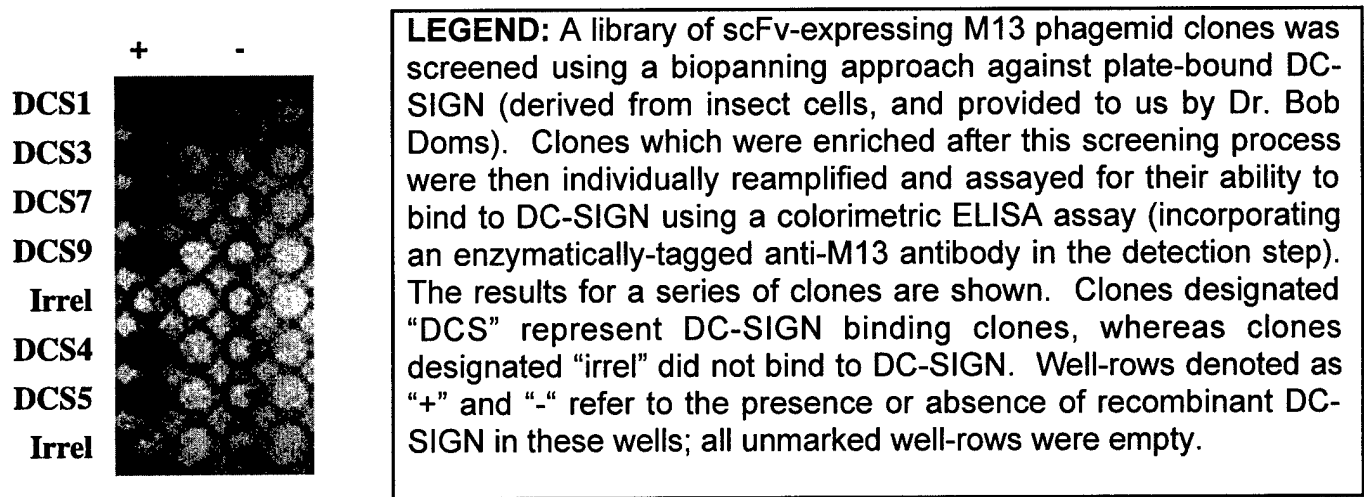 + -
DCS1
DCS3
DCS7
DCS9
Irrel
DCS4
DCS5
Irrel
LEGEND: A library of scFv-expressing M13 phagemid clones was
screened using a biopanning approach against plate-bound DC-
SIGN (derived from insect cells, and provided to us by Dr. Bob
Doms). Clones which were enriched after this screening process
were then individually reamplified and assayed for their ability to
bind to DC-SIGN using a colorimetric ELISA assay (incorporating
an enzymatically-tagged anti-M13 antibody in the detection step).
The results for a series of clones are shown. Clones designated
"DCS" represent DC-SIGN binding clones, whereas clones
designated "irrel" did not bind to DC-SIGN. Well-rows denoted as
"+" and "-" refer to the presence or absence of recombinant DC-
SIGN in these wells; all unmarked well-rows were empty.